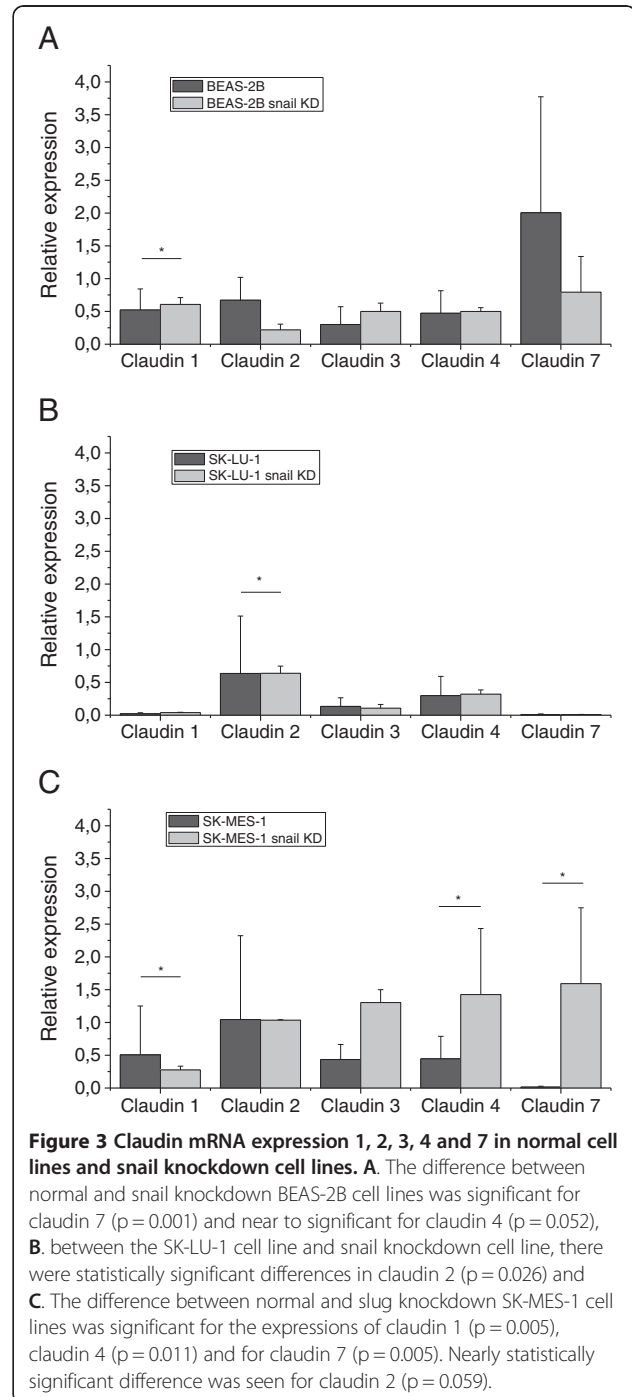 A
4,0
3,5
3,0
2,5
2,0
1,5
1,0
0,5
0,0
Relative expression
BEAS-2B
BEAS-2B snail KD
*
Claudin 1 Claudin 2 Claudin 3 Claudin 4 Claudin 7
B
4,0
3,5
3,0
2,5
2,0
1,5
1,0
0,5
0,0
Relative expression
SK-LU-1
SK-LU-1 snail KD
*
Claudin 1 Claudin 2 Claudin 3 Claudin 4 Claudin 7
C
4,0
3,5
3,0
2,5
2,0
1,5
1,0
0,5
0,0
Relative expression
SK-MES-1
SK-MES-1 snail KD
*
*
*
Claudin 1 Claudin 2 Claudin 3 Claudin 4 Claudin 7
Figure 3 Claudin mRNA expression 1, 2, 3, 4 and 7 in normal cell
lines and snail knockdown cell lines. A. The difference between
normal and snail knockdown BEAS-2B cell lines was significant for
claudin 7 (p = 0.001) and near to significant for claudin 4 (p = 0.052),
B. between the SK-LU-1 cell line and snail knockdown cell line, there
were statistically significant differences in claudin 2 (p = 0.026) and
C. The difference between normal and slug knockdown SK-MES-1 cell
lines was significant for the expressions of claudin 1 (p = 0.005),
claudin 4 (p = 0.011) and for claudin 7 (p = 0.005). Nearly statistically
significant difference was seen for claudin 2 (p = 0.059).